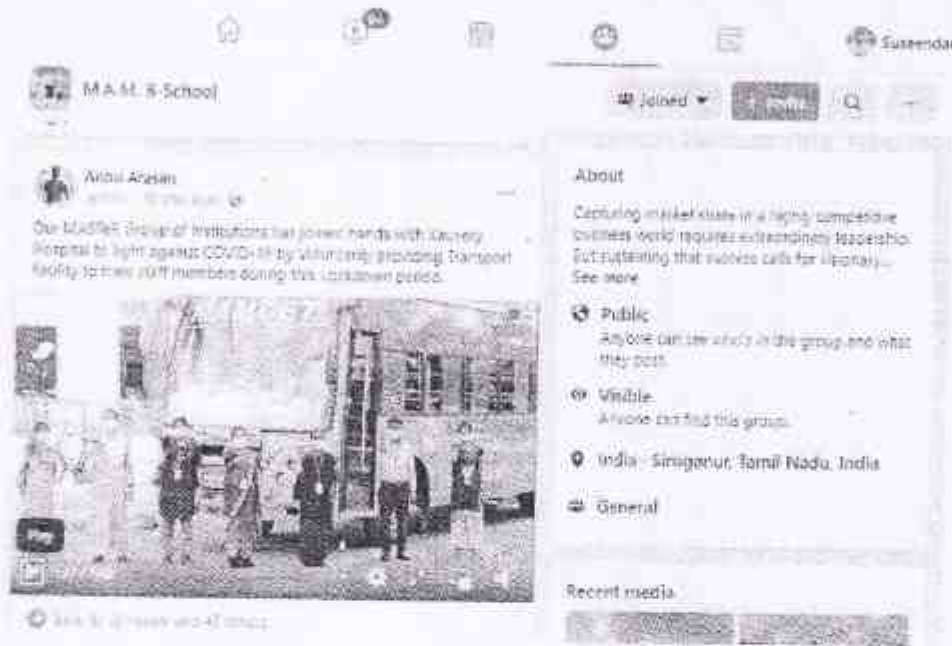 Suseendar
M.A.M. B-School
Joined
Anbu Arasan
Our MASTER Group of Institutions has joined hands with Kauvery
Hospital to fight against COVID-19 by voluntarily providing Transport
facility to their staff members during this Lockdown period.
About
Capturing market share in a highly competitive
business world requires extraordinary leadership.
But sustaining that success calls for visionary...
See more
Public
Anyone can see who's in the group and what
they post.
Visible
Anyone can find this group.
India - Siruganur, Tamil Nadu, India
General
Recent media